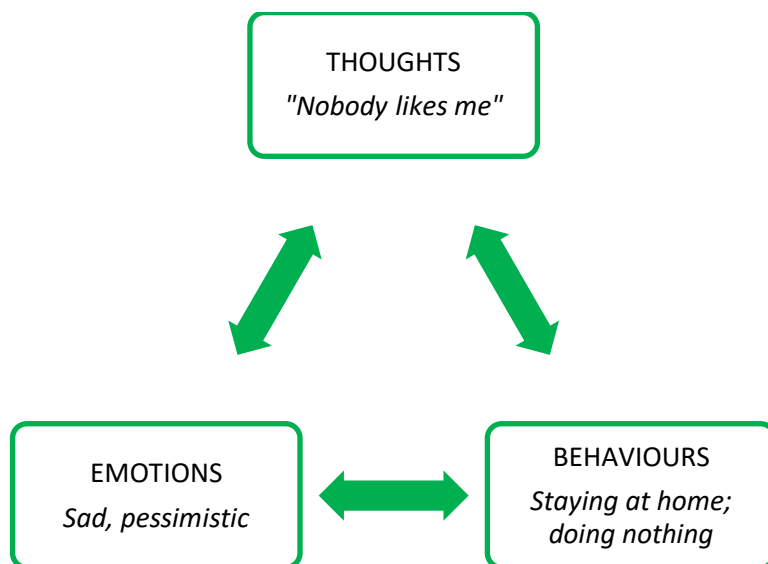 THOUGHTS
"Nobody likes me"
EMOTIONS
Sad, pessimistic
BEHAVIOURS
Staying at home;
doing nothing